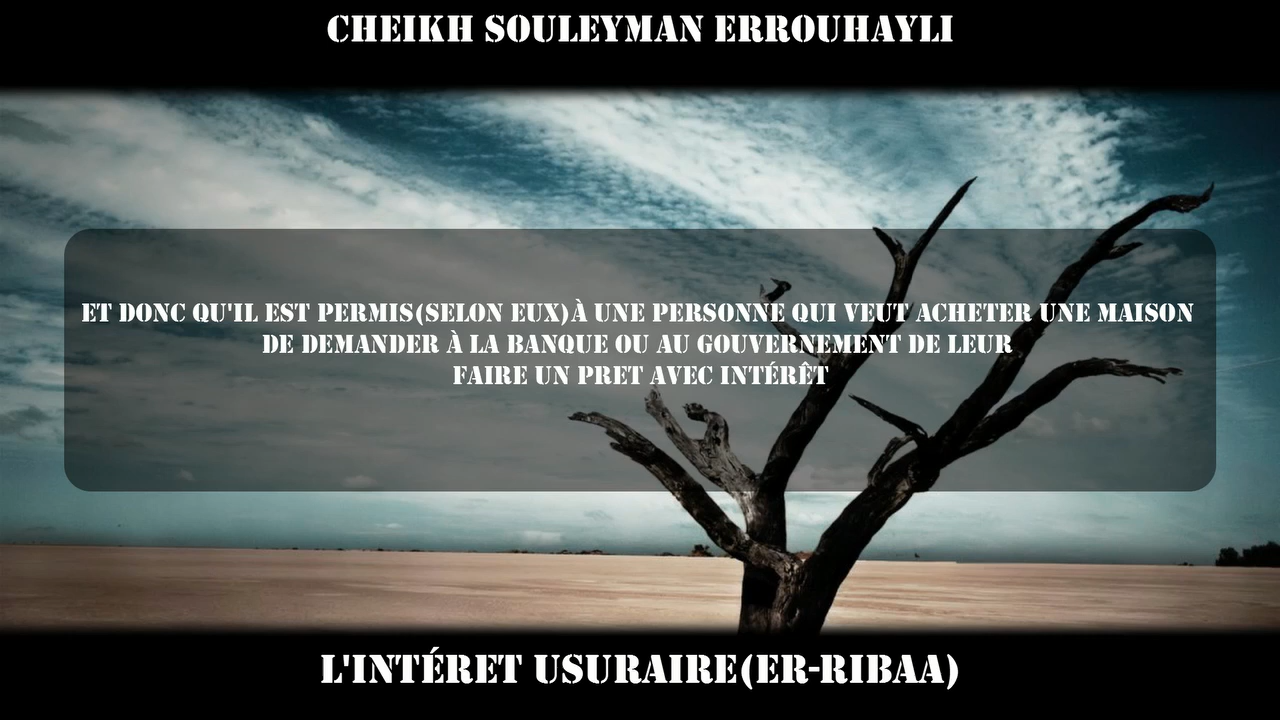 CHEIKH SOULEYMAN ERROUHAYLI
ET DONC QU'IL EST PERMIS(SELON EUX)À UNE PERSONNE QUI VEUT ACHETER UNE MAISON
DE DEMANDER À LA BANQUE OU AU GOUVERNEMENT DE LEUR
FAIRE UN PRET AVEC INTÉRÊT
L'INTÉRET USURAIRE(ER-RIBAA)